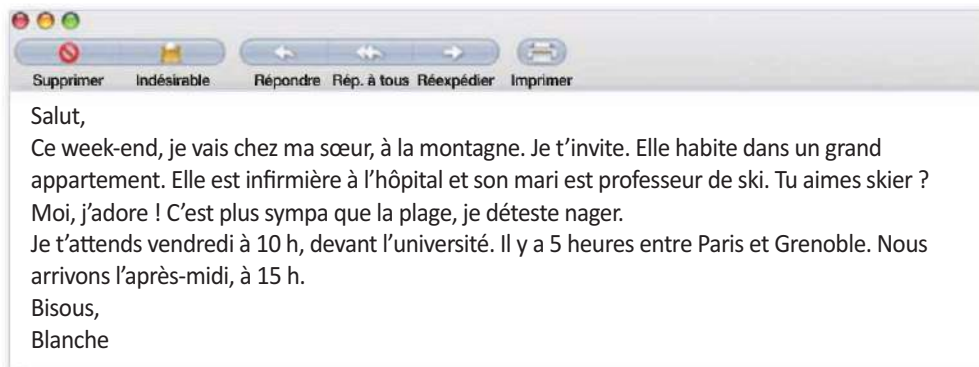 Supprimer Indésirable Répondre Rép. à tous Réexpédier Imprimer
Salut,
Ce week-end, je vais chez ma sœur, à la montagne. Je t’invite. Elle habite dans un grand
appartement. Elle est infirmière à l’hôpital et son mari est professeur de ski. Tu aimes skier ?
Moi, j’adore ! C’est plus sympa que la plage, je déteste nager.
Je t’attends vendredi à 10 h, devant l’université. Il y a 5 heures entre Paris et Grenoble. Nous
arrivons l’après-midi, à 15 h.
Bisous,
Blanche